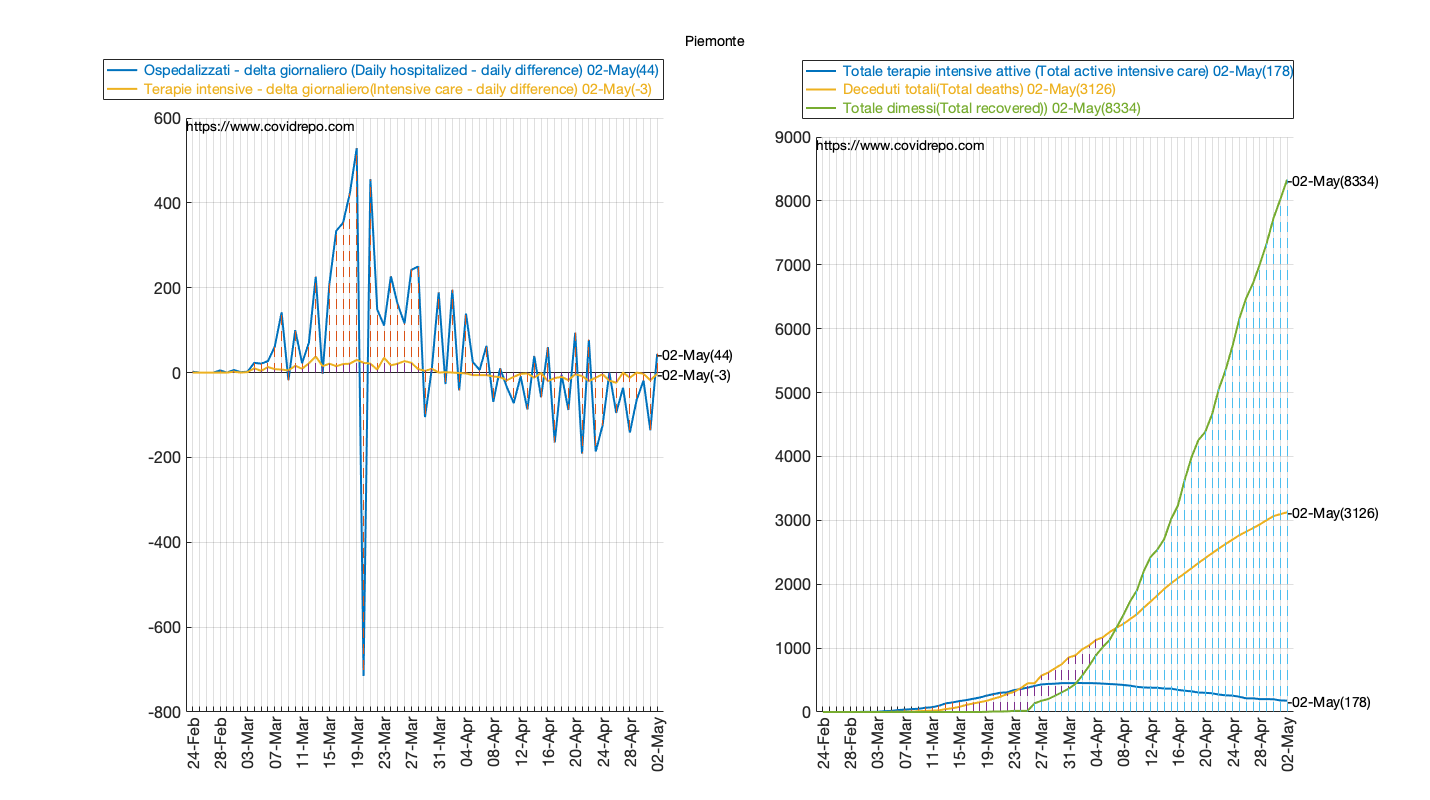 Piemonte
Ospedalizzati - delta giornaliero (Daily hospitalized - daily difference) 02-May(44)
Terapie intensive - delta giornaliero(Intensive care - daily difference) 02-May(-3)
https://www.covidrepo.com
600
400
200
0
-200
-400
-600
-800
02-May(44)
02-May(-3)
24-Feb
28-Feb
03-Mar
07-Mar
11-Mar
15-Mar
19-Mar
23-Mar
27-Mar
31-Mar
04-Apr
08-Apr
12-Apr
16-Apr
20-Apr
24-Apr
28-Apr
02-May
Totale terapie intensive attive (Total active intensive care) 02-May(178)
Deceduti totali(Total deaths) 02-May(3126)
Totale dimessi(Total recovered)) 02-May(8334)
https://www.covidrepo.com
9000
8000
7000
6000
5000
4000
3000
2000
1000
0
02-May(8334)
02-May(3126)
02-May(178)
24-Feb
28-Feb
03-Mar
07-Mar
11-Mar
15-Mar
19-Mar
23-Mar
27-Mar
31-Mar
04-Apr
08-Apr
12-Apr
16-Apr
20-Apr
24-Apr
28-Apr
02-May